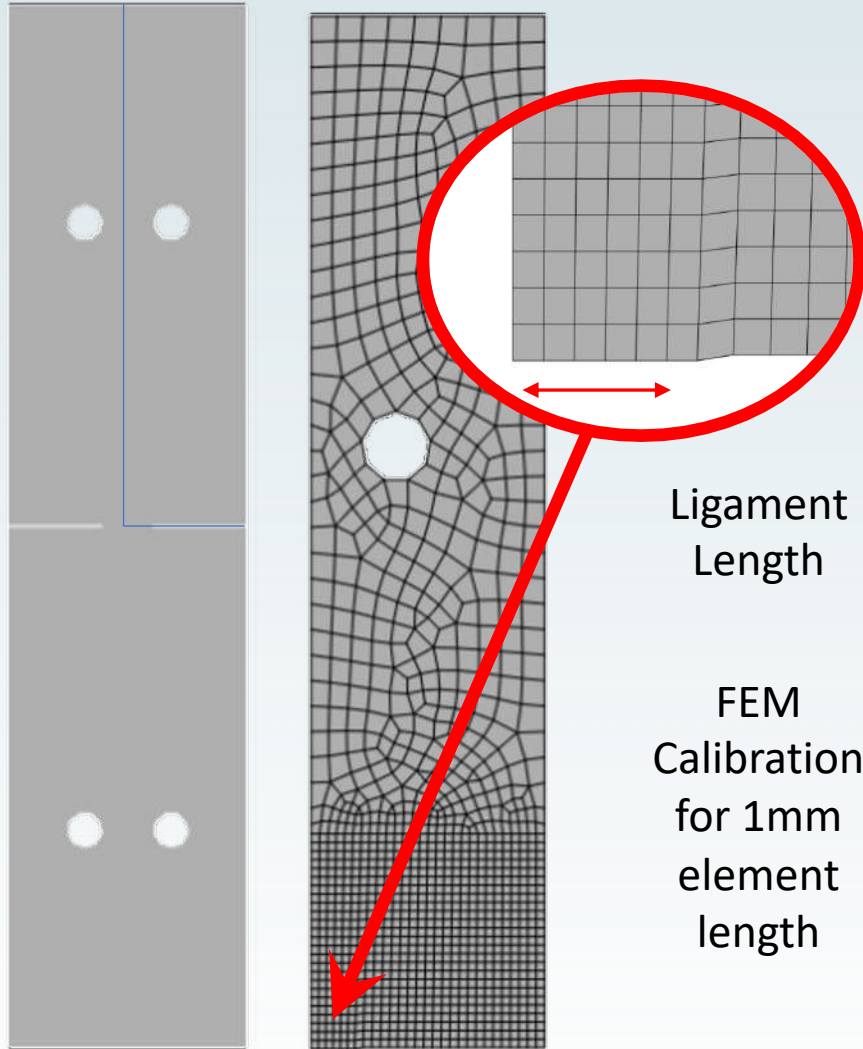 Ligament
Length
FEM
Calibration
for 1mm
element
length